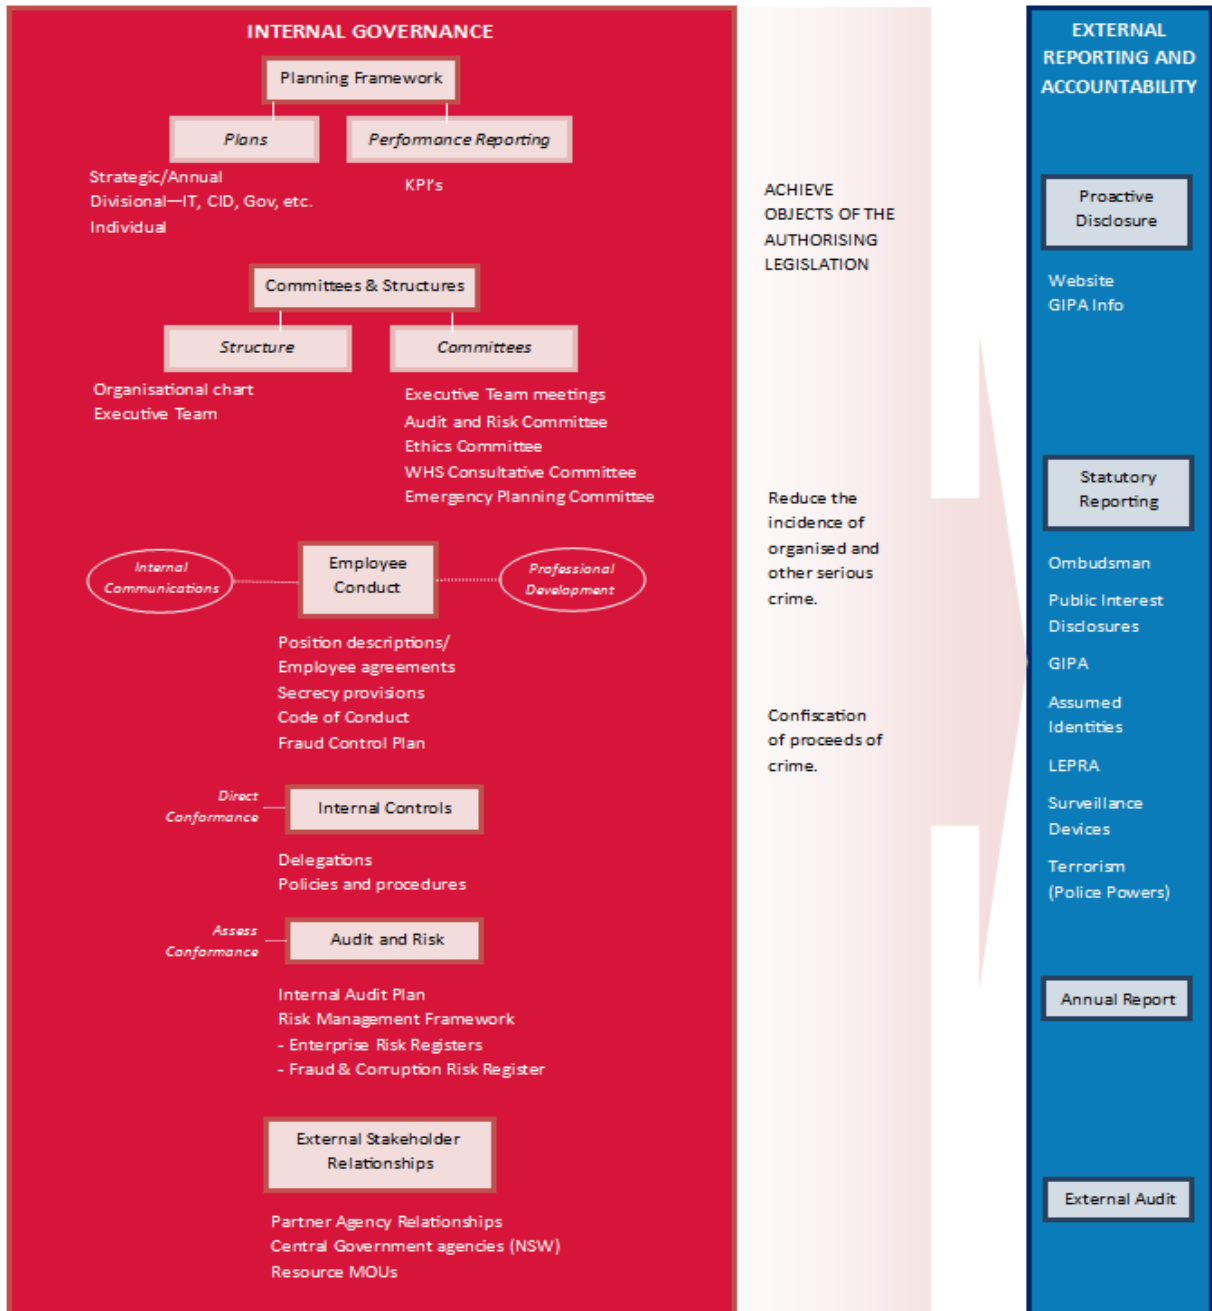 INTERNAL GOVERNANCE
Planning Framework
Plans
Performance Reporting
Strategic/Annual
Divisional—IT, CID, Gov, etc.
Individual
KPI's
Committees & Structures
Structure
Committees
Organisational chart
Executive Team
Executive Team meetings
Audit and Risk Committee
Ethics Committee
WHS Consultative Committee
Emergency Planning Committee
Internal
Communications
Employee
Conduct
Professional
Development
Position descriptions/
Employee agreements
Secrecy provisions
Code of Conduct
Fraud Control Plan
Direct
Conformance
Internal Controls
Delegations
Policies and procedures
Assess
Conformance
Audit and Risk
Internal Audit Plan
Risk Management Framework
- Enterprise Risk Registers
- Fraud & Corruption Risk Register
External Stakeholder
Relationships
Partner Agency Relationships
Central Government agencies (NSW)
Resource MOUs
ACHIEVE
OBJECTS OF THE
AUTHORISING
LEGISLATION
Reduce the
incidence of
organised and
other serious
crime.
Confiscation
of proceeds of
crime.
EXTERNAL
REPORTING AND
ACCOUNTABILITY
Proactive
Disclosure
Website
GIPA Info
Statutory
Reporting
Ombudsman
Public Interest
Disclosures
GIPA
Assumed
Identities
LEPRA
Surveillance
Devices
Terrorism
(Police Powers)
Annual Report
External Audit